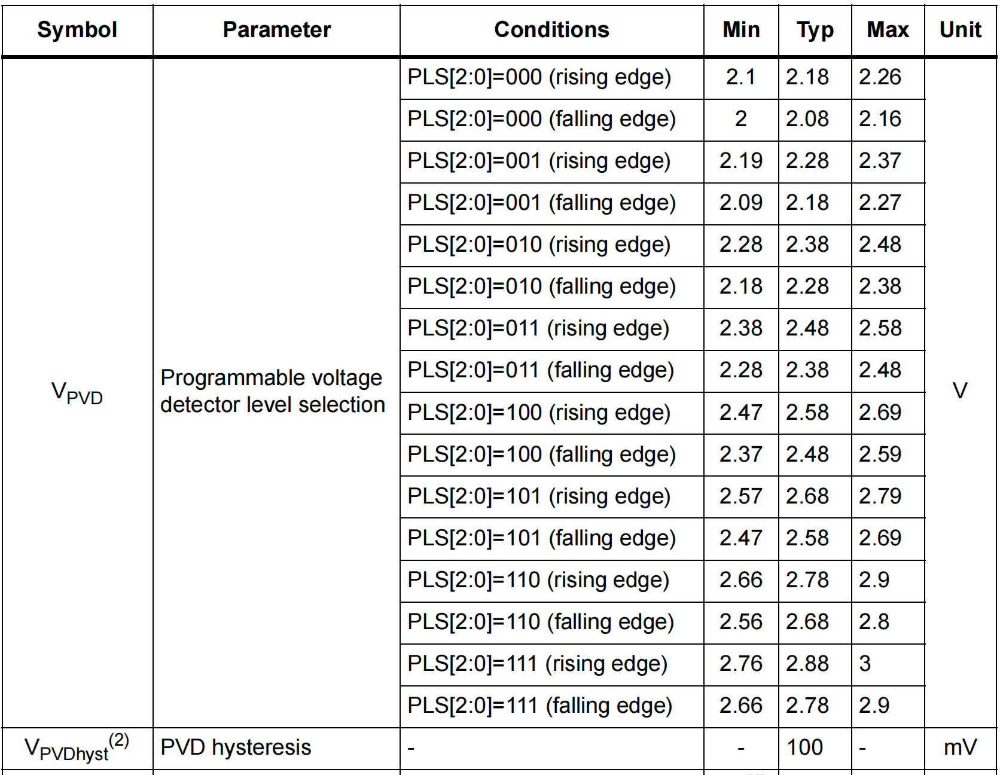 Symbol Parameter Conditions Min Typ Max Unit
PLS[2:0]=000 (rising edge) 2.1 2.18 2.26
PLS[2:0]=000 (falling edge) 2 2.08 2.16
PLS[2:0]=001 (rising edge) 2.19 2.28 2.37
PLS[2:0]=001 (falling edge) 2.09 2.18 2.27
PLS[2:0]=010 (rising edge) 2.28 2.38 2.48
PLS[2:0]=010 (falling edge) 2.18 2.28 2.38
PLS[2:0]=011 (rising edge) 2.38 2.48 2.58
PLS[2:0]=011 (falling edge) 2.28 2.38 2.48
VPVD
Programmable voltage
detector level selection
V
PLS[2:0]=100 (rising edge) 2.47 2.58 2.69
PLS[2:0]=100 (falling edge) 2.37 2.48 2.59
PLS[2:0]=101 (rising edge) 2.57 2.68 2.79
PLS[2:0]=101 (falling edge) 2.47 2.58 2.69
PLS[2:0]=110 (rising edge) 2.66 2.78 2.9
PLS[2:0]=110 (falling edge) 2.56 2.68 2.8
PLS[2:0]=111 (rising edge) 2.76 2.88 3
PLS[2:0]=111 (falling edge) 2.66 2.78 2.9
VPVDhyst(2) PVD hysteresis - - 100 - mV